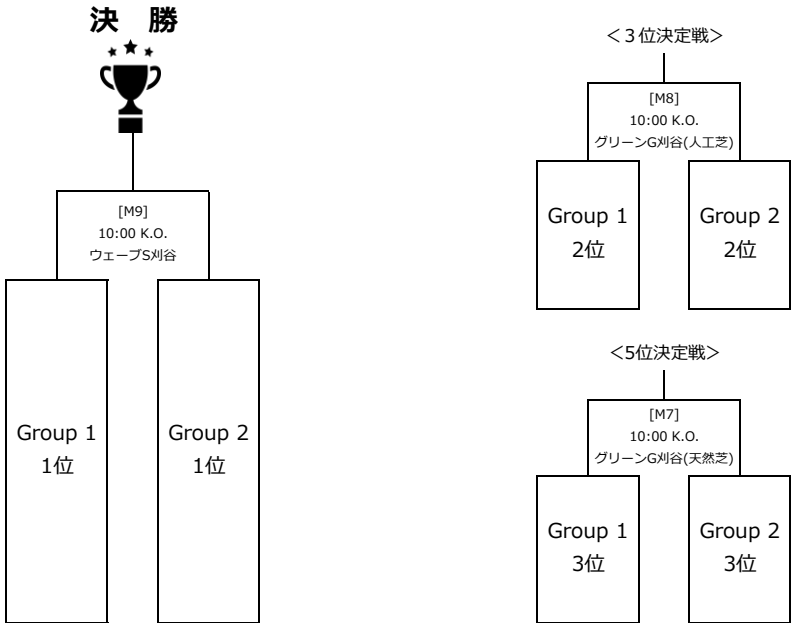 決 勝
[M9]
10:00 K.O.
ウェーブS刈谷
Group 1
1位
Group 2
1位
＜３位決定戦＞
[M8]
10:00 K.O.
グリーンG刈谷(人工芝)
Group 1
2位
Group 2
2位
＜5位決定戦＞
[M7]
10:00 K.O.
グリーンG刈谷(天然芝)
Group 1
3位
Group 2
3位